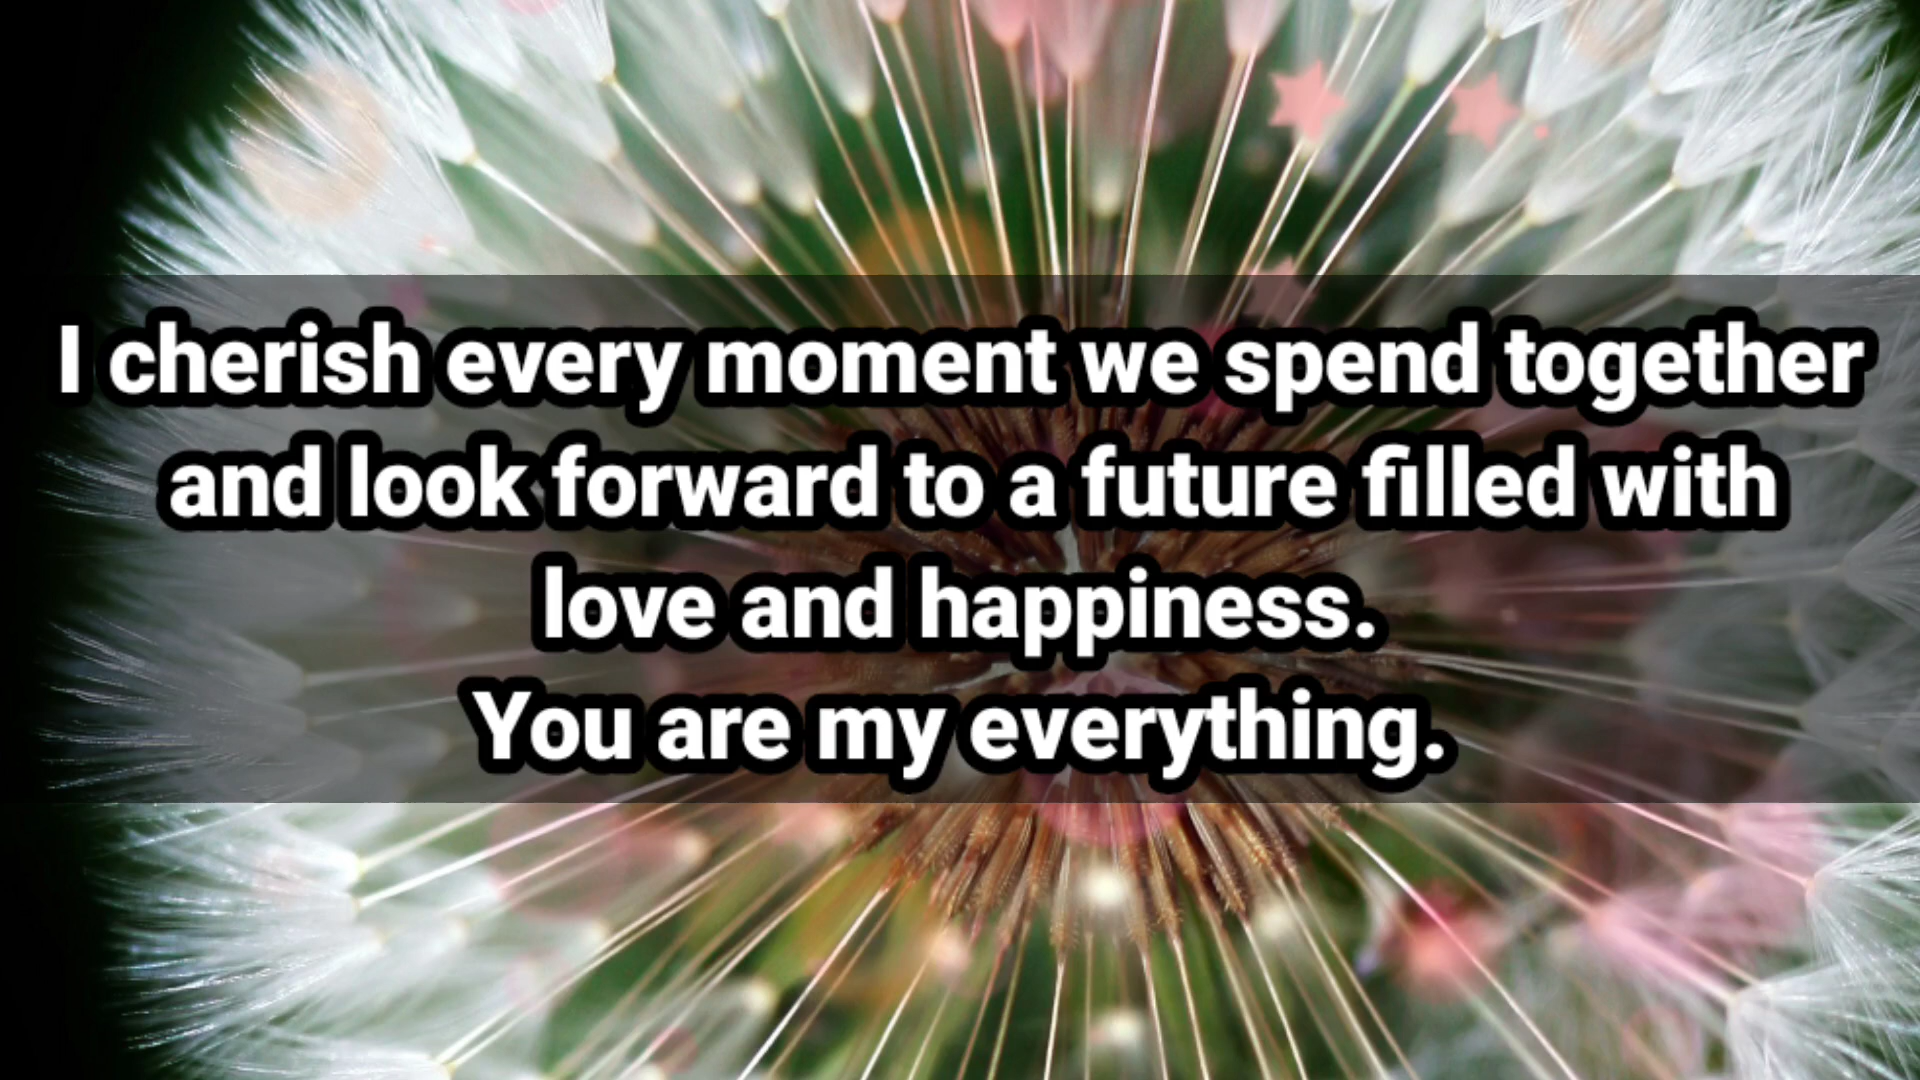 I cherish every moment we spend together
and look forward to a future filled with
love and happiness.
You are my everything.